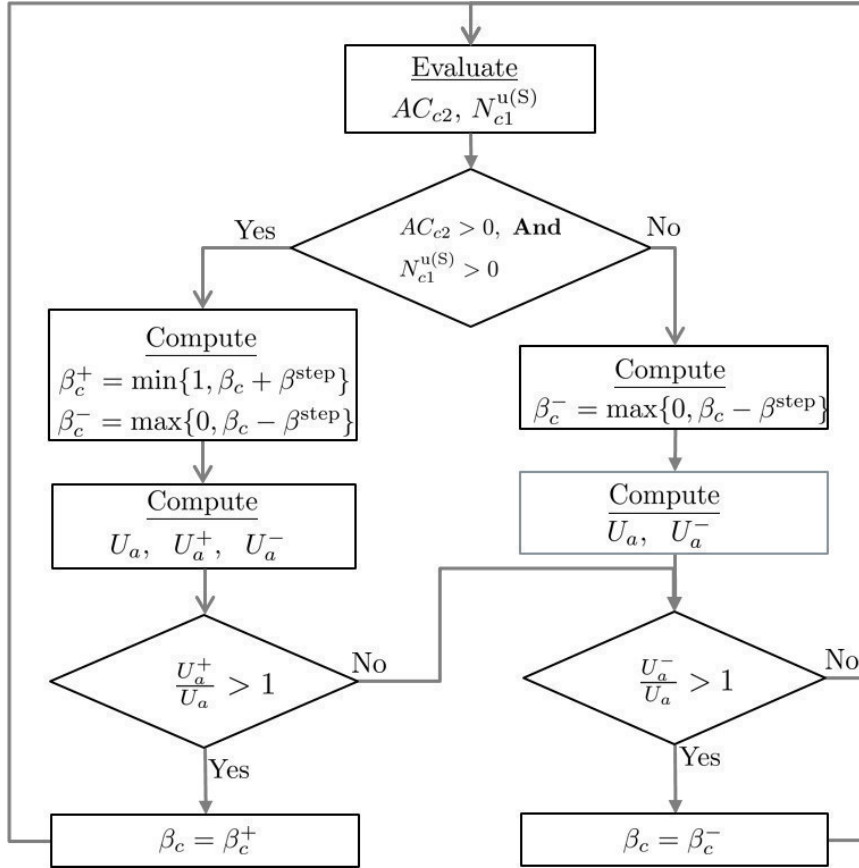 Evaluate
AC_{c2}, N_{c1}^{u(S)}
AC_{c2} > 0, And
N_{c1}^{u(S)} > 0
Yes
No
Compute
β_c^+ = min{1, β_c + β^{step}}
β_c^- = max{0, β_c − β^{step}}
Compute
β_c^- = max{0, β_c − β^{step}}
Compute
U_a, U_a^+, U_a^-
Compute
U_a, U_a^-
U_a^+/U_a > 1
No
Yes
U_a^-/U_a > 1
No
Yes
β_c = β_c^+
β_c = β_c^-